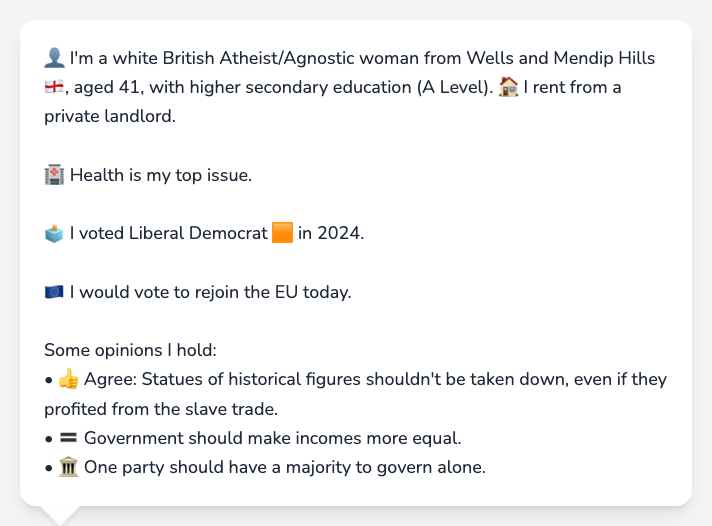 👤 I'm a white British Atheist/Agnostic woman from Wells and Mendip Hills
🏴󠁧󠁢󠁥󠁮󠁧󠁿, aged 41, with higher secondary education (A Level). 🏠 I rent from a
private landlord.
🏥 Health is my top issue.
🗳️ I voted Liberal Democrat 🟧 in 2024.
🇪🇺 I would vote to rejoin the EU today.
Some opinions I hold:
• 👍 Agree: Statues of historical figures shouldn't be taken down, even if they
profited from the slave trade.
• 🟰 Government should make incomes more equal.
• 🏛️ One party should have a majority to govern alone.